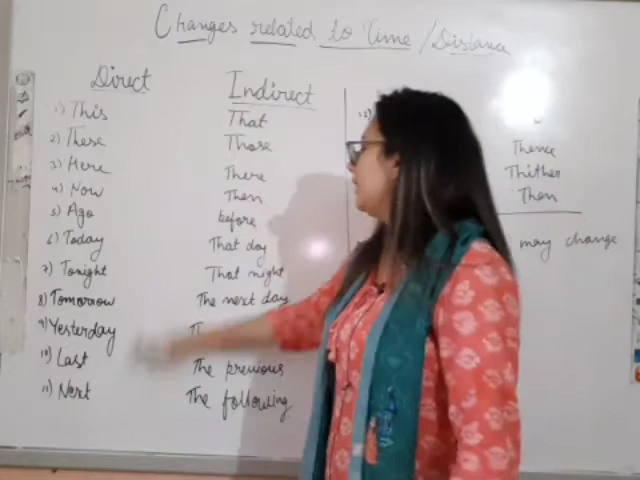 Changes related to Time / Distance
Direct Indirect
1) This That
2) These Those
3) Here There
4) Now Then
5) Ago before
6) Today That day
7) Tonight That night
8) Tomorrow The next day
9) Yesterday
10) Last The previous
11) Next The following
12)
Thence
Thither
Then
may change